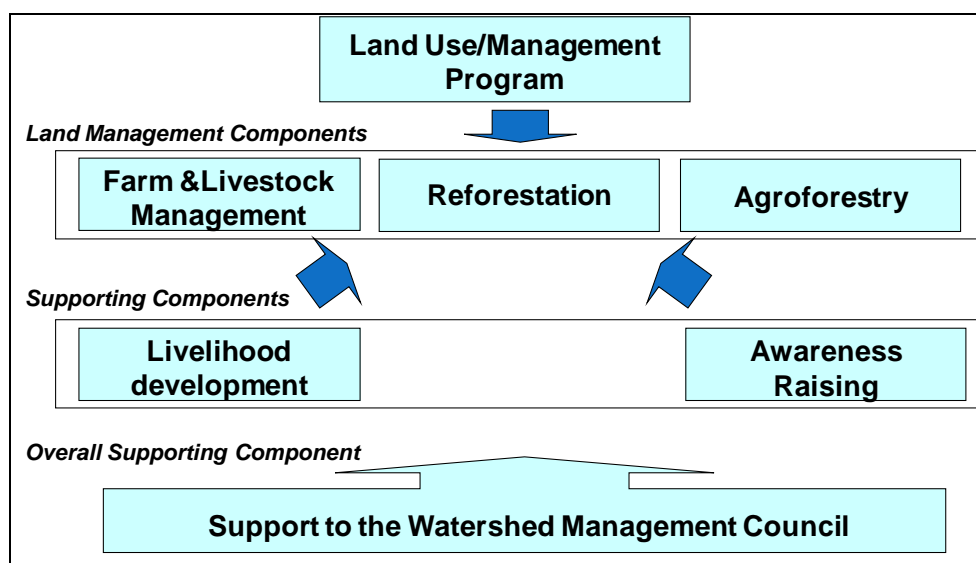 Land Use/Management
Program
Land Management Components
Farm &Livestock
Management
Reforestation
Agroforestry
Supporting Components
Livelihood
development
Awareness
Raising
Overall Supporting Component
Support to the Watershed Management Council